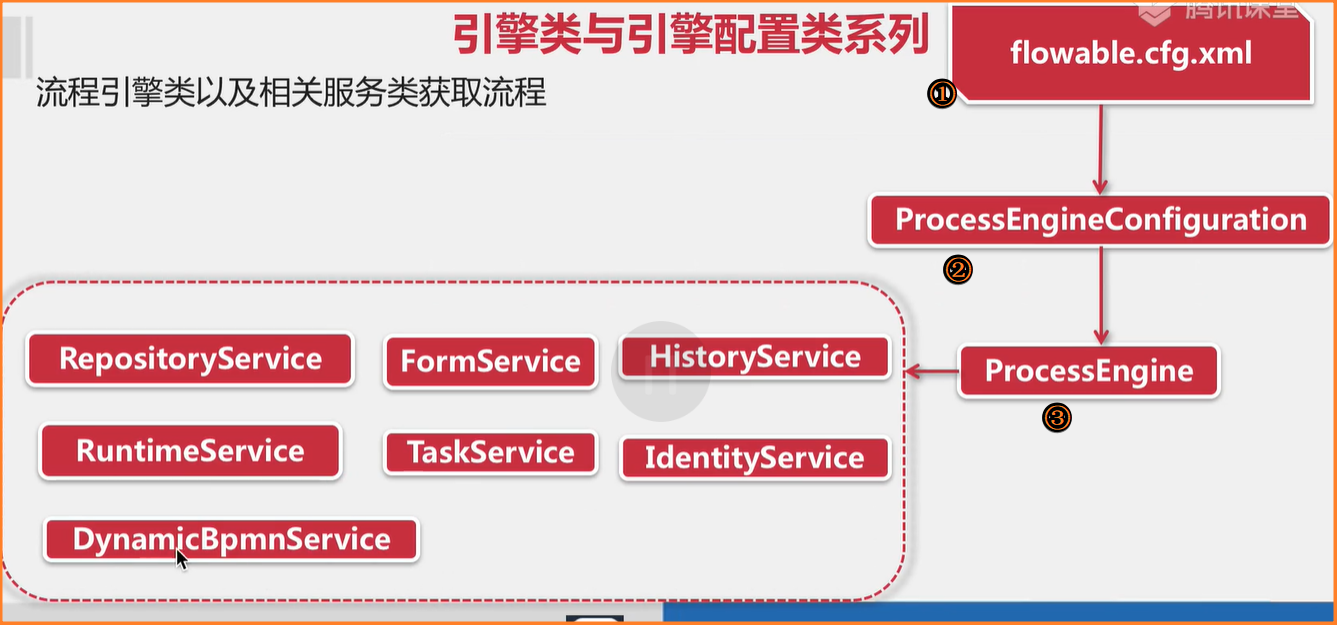 腾讯课堂
引擎类与引擎配置类系列
flowable.cfg.xml
流程引擎类以及相关服务类获取流程
①
ProcessEngineConfiguration
②
RepositoryService
FormService
HistoryService
ProcessEngine
③
RuntimeService
TaskService
IdentityService
DynamicBpmnService